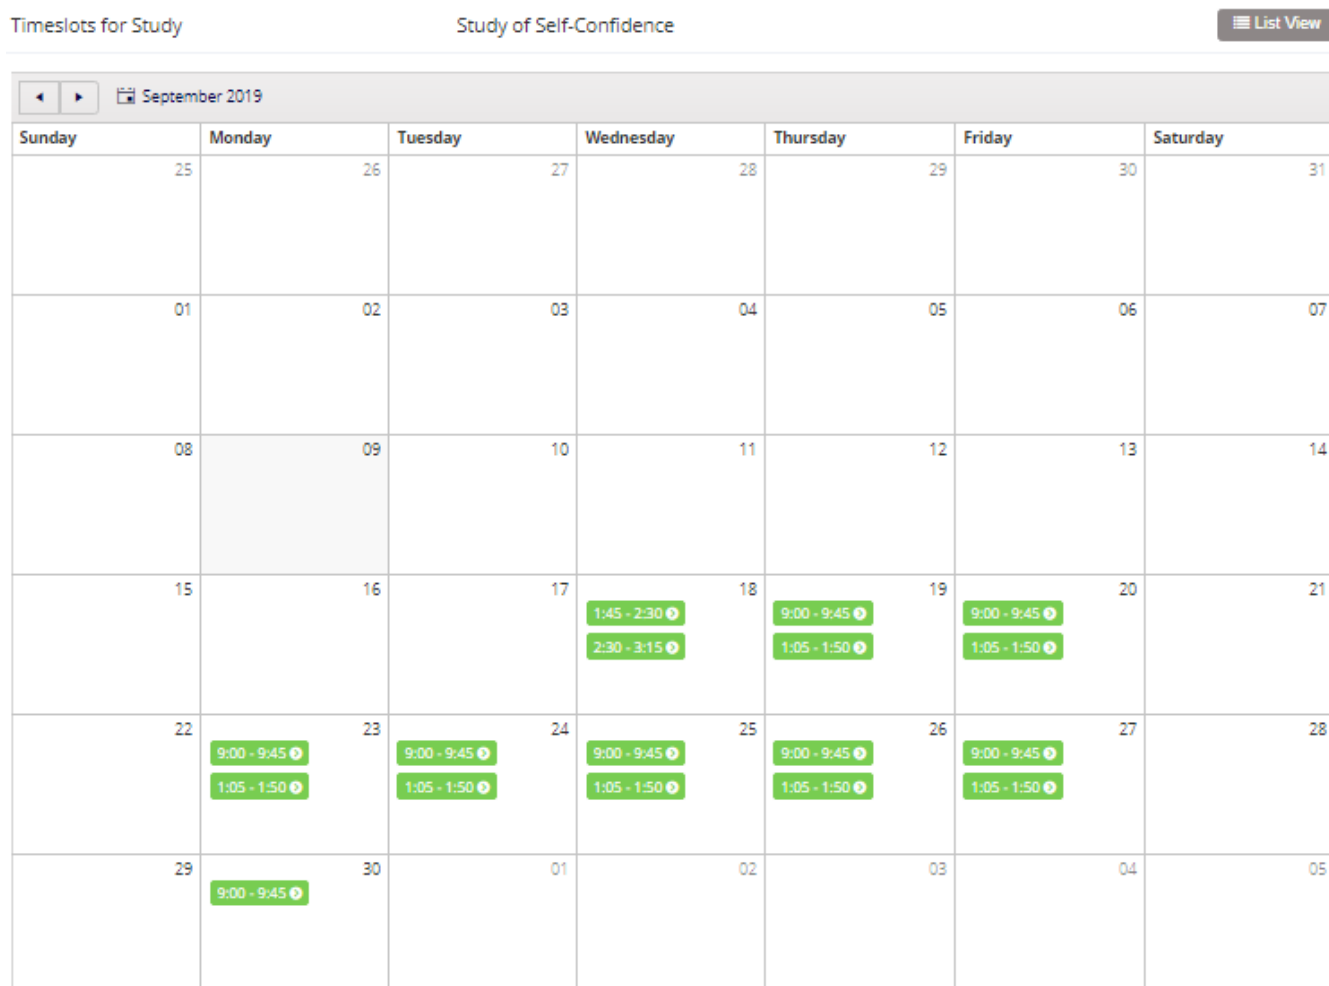 Timeslots for Study Study of Self-Confidence List View
September 2019
Sunday Monday Tuesday Wednesday Thursday Friday Saturday
25 26 27 28 29 30 31
01 02 03 04 05 06 07
08 09 10 11 12 13 14
15 16 17 18 19 20 21
1:45 - 2:30 9:00 - 9:45 9:00 - 9:45
2:30 - 3:15 1:05 - 1:50 1:05 - 1:50
22 23 24 25 26 27 28
9:00 - 9:45 9:00 - 9:45 9:00 - 9:45 9:00 - 9:45 9:00 - 9:45
1:05 - 1:50 1:05 - 1:50 1:05 - 1:50 1:05 - 1:50 1:05 - 1:50
29 30 01 02 03 04 05
9:00 - 9:45